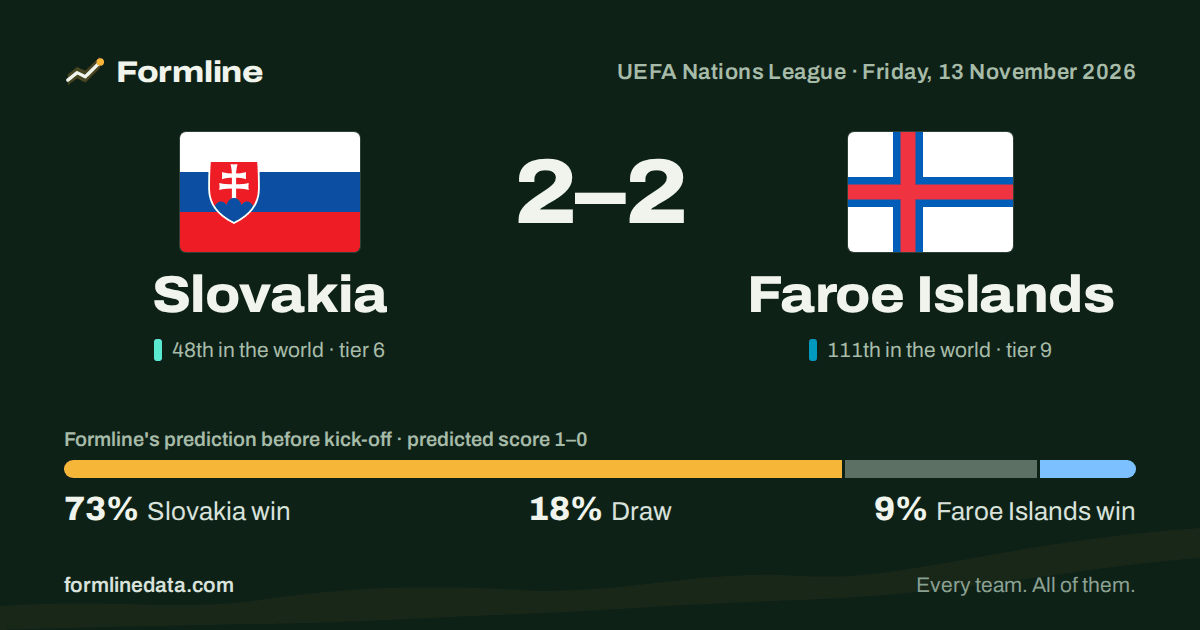 Formline
UEFA Nations League · Friday, 13 November 2026
2–2
Slovakia
48th in the world · tier 6
Faroe Islands
111th in the world · tier 9
Formline's prediction before kick-off · predicted score 1–0
73% Slovakia win
18% Draw
9% Faroe Islands win
formlinedata.com
Every team. All of them.